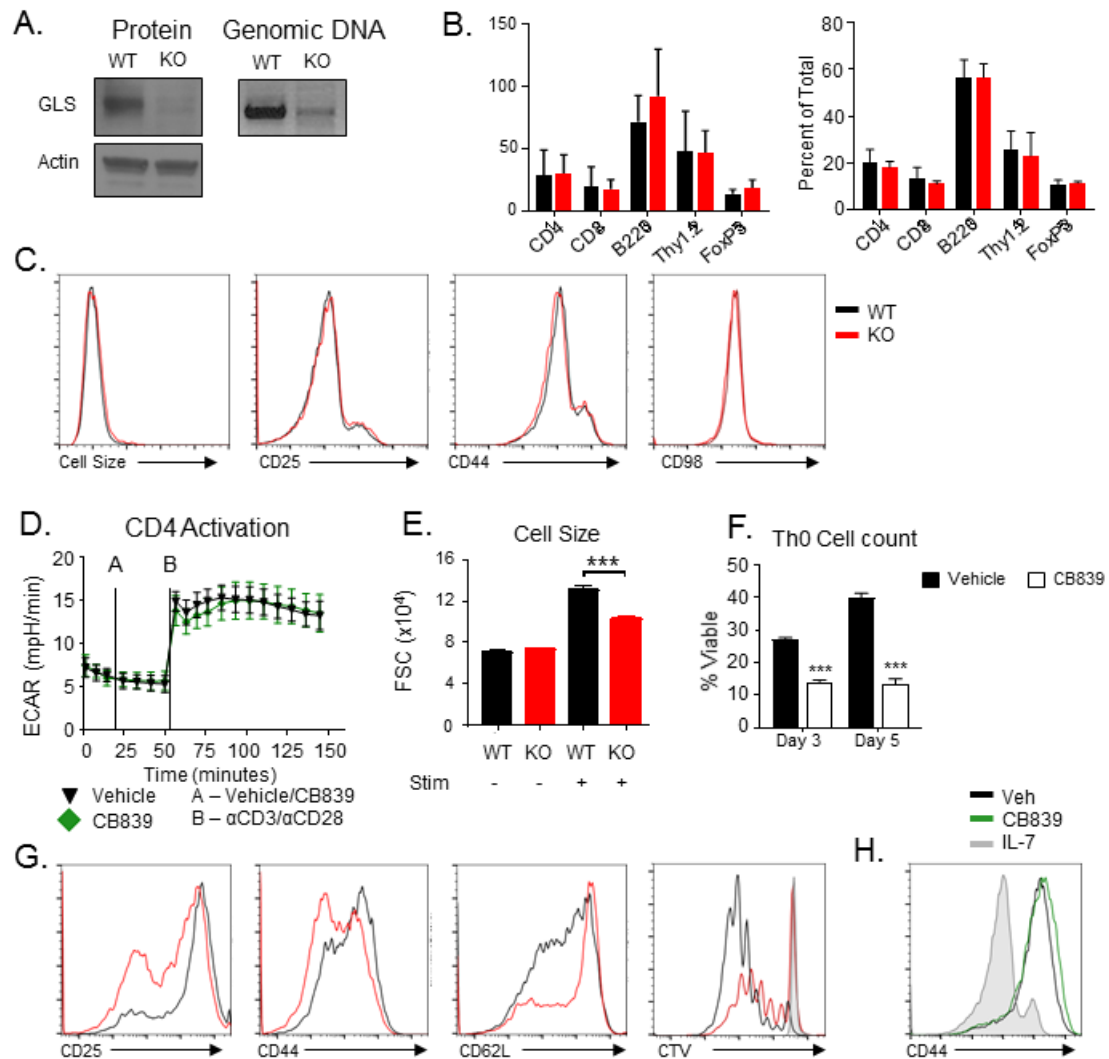 A.
Protein
Genomic DNA
WT KO
WT KO
GLS
Actin
B.
150
100
50
0
CD4
CD8
B220
Thy1.2
FoxP3
Percent of Total
80
60
40
20
0
CD4
CD8
B220
Thy1.2
FoxP3
C.
Cell Size
CD25
CD44
CD98
WT
KO
D.
CD4 Activation
A B
ECAR (mpH/min)
20
15
10
5
0
0 25 50 75 100 125 150
Time (minutes)
Vehicle
CB839
A – Vehicle/CB839
B – αCD3/αCD28
E.
Cell Size
***
FSC (x10⁴)
16
12
8
4
0
WT KO WT KO
Stim - - + +
F.
Th0 Cell count
Vehicle
CB839
% Viable
50
40
30
20
10
0
***
***
Day 3 Day 5
G.
CD25
CD44
CD62L
CTV
Veh
CB839
IL-7
H.
CD44